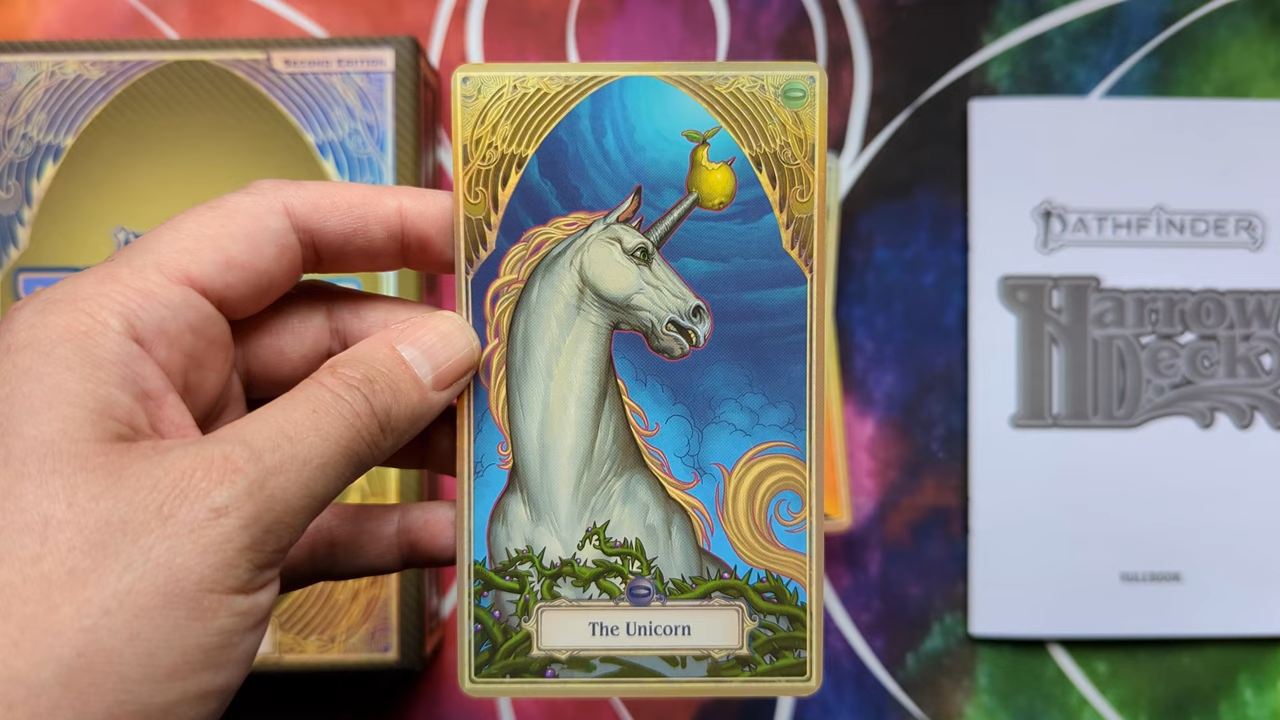 SECOND EDITION
The Unicorn
PATHFINDER
HARROW
DECK
RULEBOOK